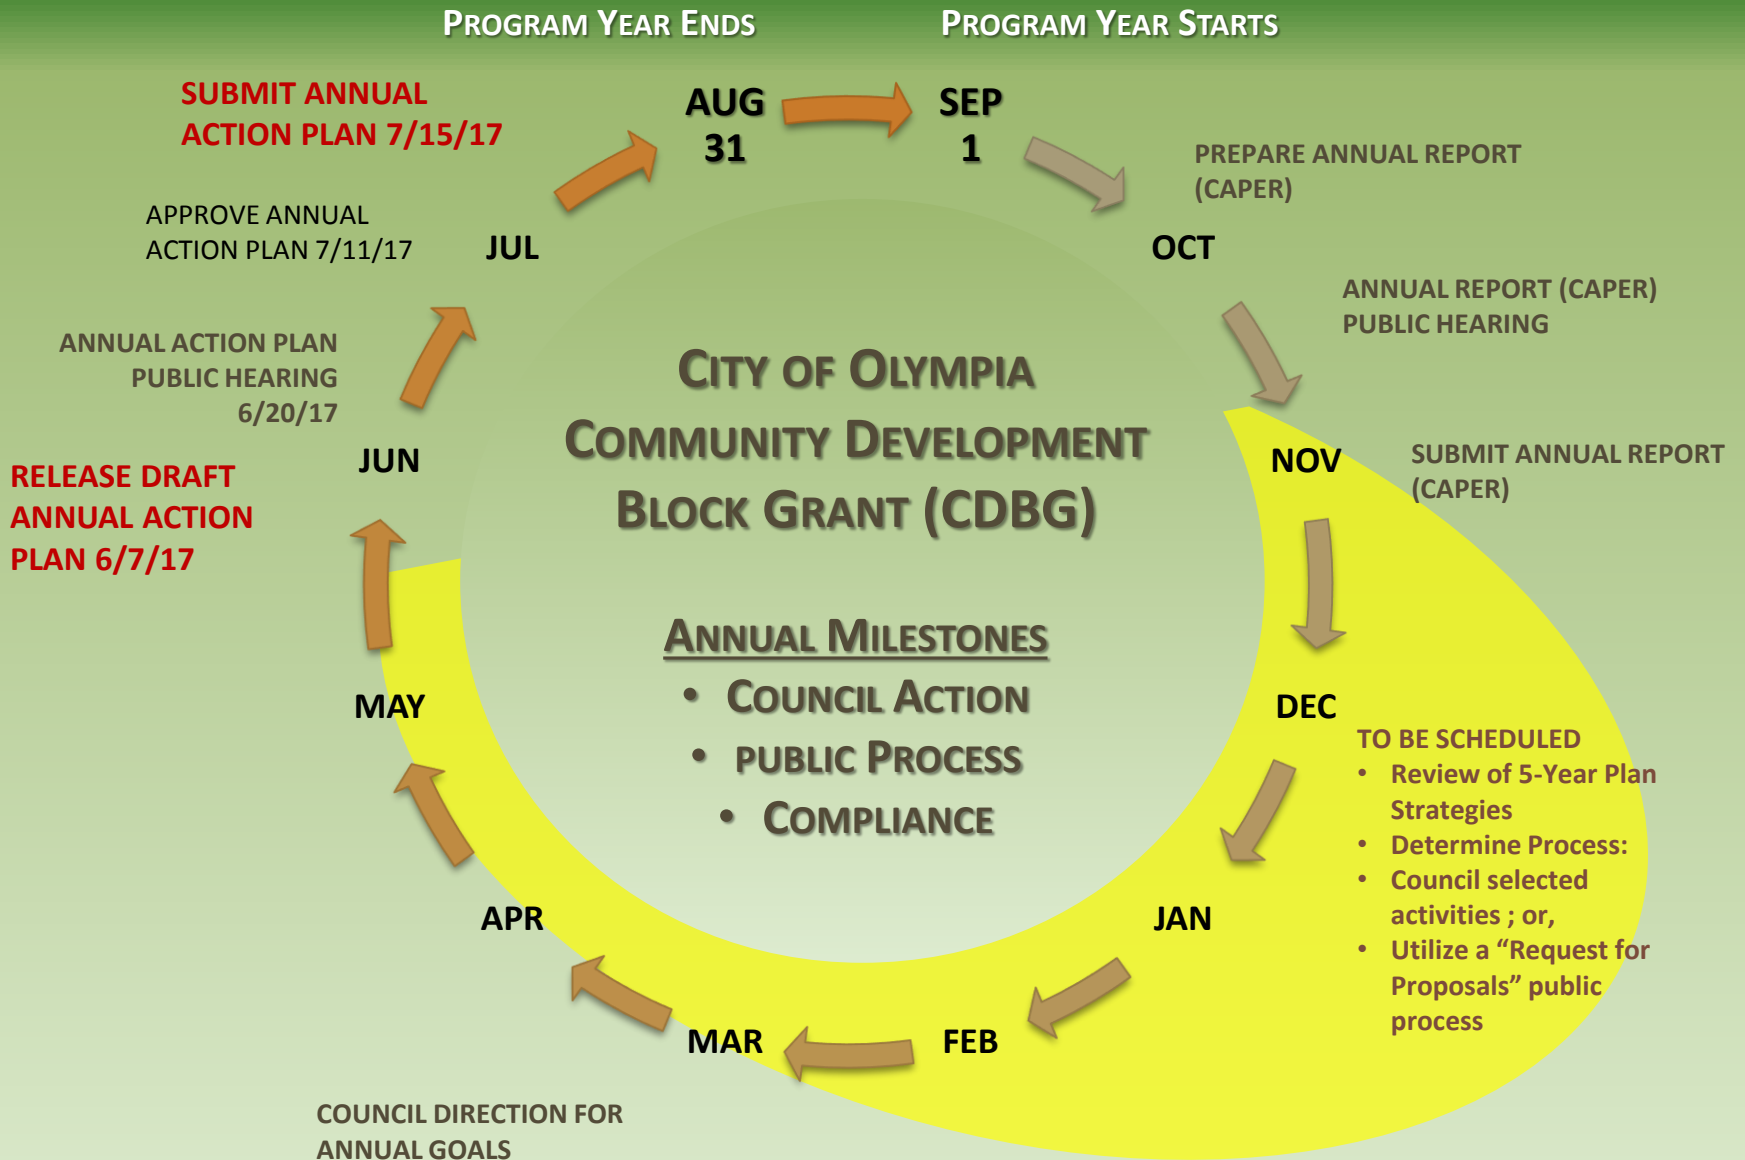 PROGRAM YEAR ENDS
PROGRAM YEAR STARTS
SUBMIT ANNUAL
ACTION PLAN 7/15/17
AUG
31
SEP
1
PREPARE ANNUAL REPORT
(CAPER)
APPROVE ANNUAL
ACTION PLAN 7/11/17
JUL
OCT
ANNUAL REPORT (CAPER)
PUBLIC HEARING
ANNUAL ACTION PLAN
PUBLIC HEARING
6/20/17
CITY OF OLYMPIA
COMMUNITY DEVELOPMENT
BLOCK GRANT (CDBG)
JUN
NOV
SUBMIT ANNUAL REPORT
(CAPER)
RELEASE DRAFT
ANNUAL ACTION
PLAN 6/7/17
ANNUAL MILESTONES
• COUNCIL ACTION
• PUBLIC PROCESS
• COMPLIANCE
MAY
DEC
TO BE SCHEDULED
• Review of 5-Year Plan
Strategies
• Determine Process:
• Council selected
activities ; or,
• Utilize a “Request for
Proposals” public
process
APR
JAN
MAR
FEB
COUNCIL DIRECTION FOR
ANNUAL GOALS